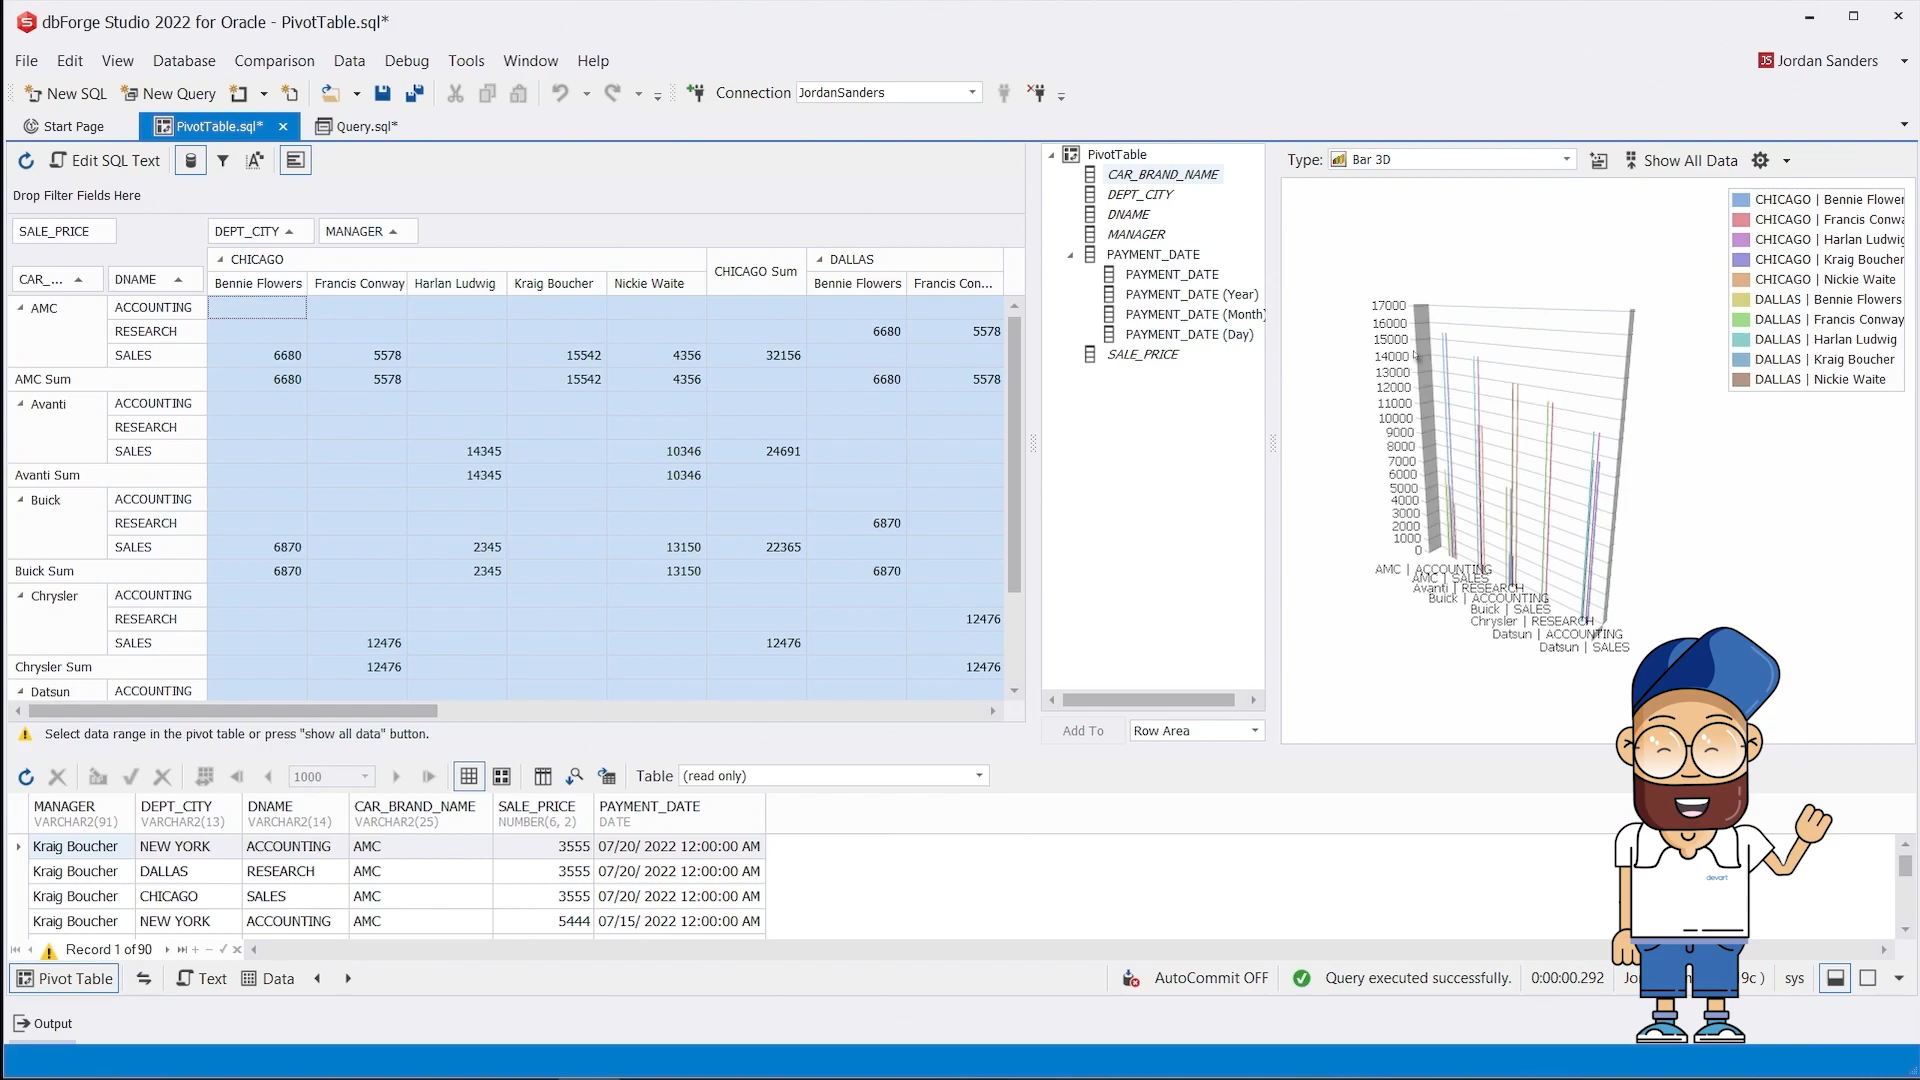 dbForge Studio 2022 for Oracle - PivotTable.sql*
File Edit View Database Comparison Data Debug Tools Window Help
JS Jordan Sanders
New SQL New Query Connection JordanSanders
Start Page PivotTable.sql* Query.sql*
Edit SQL Text
Drop Filter Fields Here
SALE_PRICE DEPT_CITY MANAGER
CHICAGO CHICAGO Sum DALLAS
CAR_... DNAME Bennie Flowers Francis Conway Harlan Ludwig Kraig Boucher Nickie Waite Bennie Flowers Francis Con...
AMC ACCOUNTING
RESEARCH 6680 5578
SALES 6680 5578 15542 4356 32156
AMC Sum 6680 5578 15542 4356 6680 5578
Avanti ACCOUNTING
RESEARCH
SALES 14345 10346 24691
Avanti Sum 14345 10346
Buick ACCOUNTING
RESEARCH 6870
SALES 6870 2345 13150 22365
Buick Sum 6870 2345 13150 6870
Chrysler ACCOUNTING
RESEARCH 12476
SALES 12476 12476
Chrysler Sum 12476 12476
Datsun ACCOUNTING
Select data range in the pivot table or press "show all data" button.
PivotTable
CAR_BRAND_NAME
DEPT_CITY
DNAME
MANAGER
PAYMENT_DATE
PAYMENT_DATE
PAYMENT_DATE (Year)
PAYMENT_DATE (Month)
PAYMENT_DATE (Day)
SALE_PRICE
Add To Row Area
Type: Bar 3D Show All Data
CHICAGO | Bennie Flower
CHICAGO | Francis Conwa
CHICAGO | Harlan Ludwig
CHICAGO | Kraig Boucher
CHICAGO | Nickie Waite
DALLAS | Bennie Flowers
DALLAS | Francis Conway
DALLAS | Harlan Ludwig
DALLAS | Kraig Boucher
DALLAS | Nickie Waite
17000
16000
15000
14000
13000
12000
11000
10000
9000
8000
7000
6000
5000
4000
3000
2000
1000
0
AMC | ACCOUNTING
AMC | SALES
Avanti | RESEARCH
Buick | ACCOUNTING
Buick | SALES
Chrysler | RESEARCH
Datsun | ACCOUNTING
Datsun | SALES
1000 Table (read only)
MANAGER DEPT_CITY DNAME CAR_BRAND_NAME SALE_PRICE PAYMENT_DATE
VARCHAR2(91) VARCHAR2(13) VARCHAR2(14) VARCHAR2(25) NUMBER(6, 2) DATE
Kraig Boucher NEW YORK ACCOUNTING AMC 3555 07/20/ 2022 12:00:00 AM
Kraig Boucher DALLAS RESEARCH AMC 3555 07/20/ 2022 12:00:00 AM
Kraig Boucher CHICAGO SALES AMC 3555 07/20/ 2022 12:00:00 AM
Kraig Boucher NEW YORK ACCOUNTING AMC 5444 07/15/ 2022 12:00:00 AM
devart
Record 1 of 90
Pivot Table Text Data AutoCommit OFF Query executed successfully. 0:00:00.292 9c ) sys
Output